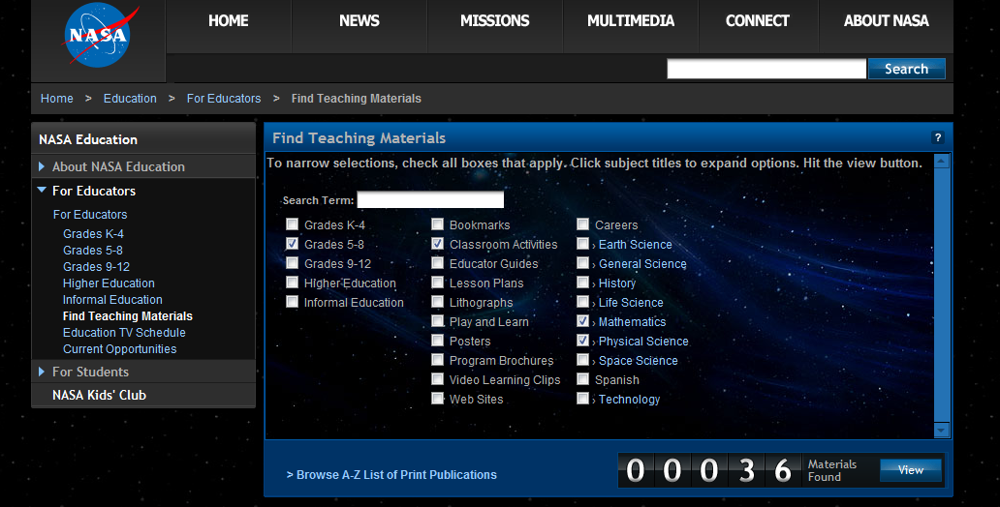 NASA
HOME NEWS MISSIONS MULTIMEDIA CONNECT ABOUT NASA
Search
Home > Education > For Educators > Find Teaching Materials
NASA Education
About NASA Education
For Educators
For Educators
Grades K-4
Grades 5-8
Grades 9-12
Higher Education
Informal Education
Find Teaching Materials
Education TV Schedule
Current Opportunities
For Students
NASA Kids' Club
Find Teaching Materials ?
To narrow selections, check all boxes that apply. Click subject titles to expand options. Hit the view button.
Search Term:
Grades K-4
Grades 5-8
Grades 9-12
Higher Education
Informal Education
Bookmarks
Classroom Activities
Educator Guides
Lesson Plans
Lithographs
Play and Learn
Posters
Program Brochures
Video Learning Clips
Web Sites
Careers
› Earth Science
› General Science
› History
› Life Science
› Mathematics
› Physical Science
› Space Science
Spanish
› Technology
> Browse A-Z List of Print Publications
00036 Materials
Found
View